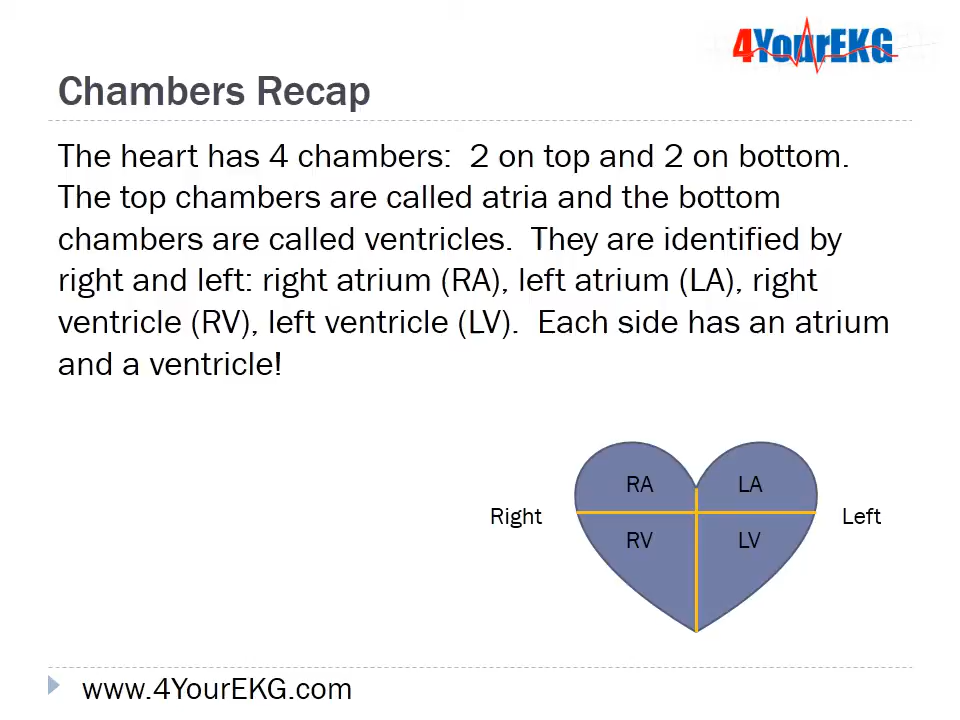 4YourEKG
Chambers Recap
The heart has 4 chambers:  2 on top and 2 on bottom.
The top chambers are called atria and the bottom
chambers are called ventricles.  They are identified by
right and left: right atrium (RA), left atrium (LA), right
ventricle (RV), left ventricle (LV).  Each side has an atrium
and a ventricle!
RA LA
Right Left
RV LV
www.4YourEKG.com